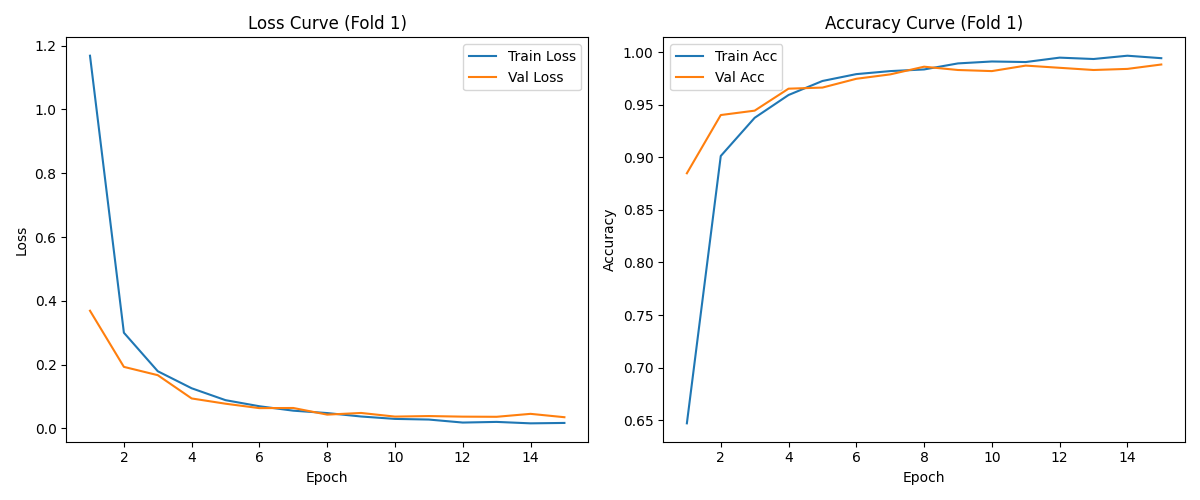 Loss Curve (Fold 1)
Train Loss
Val Loss
1.2
1.0
0.8
0.6
0.4
0.2
0.0
Loss
2 4 6 8 10 12 14
Epoch
Accuracy Curve (Fold 1)
Train Acc
Val Acc
1.00
0.95
0.90
0.85
0.80
0.75
0.70
0.65
Accuracy
2 4 6 8 10 12 14
Epoch